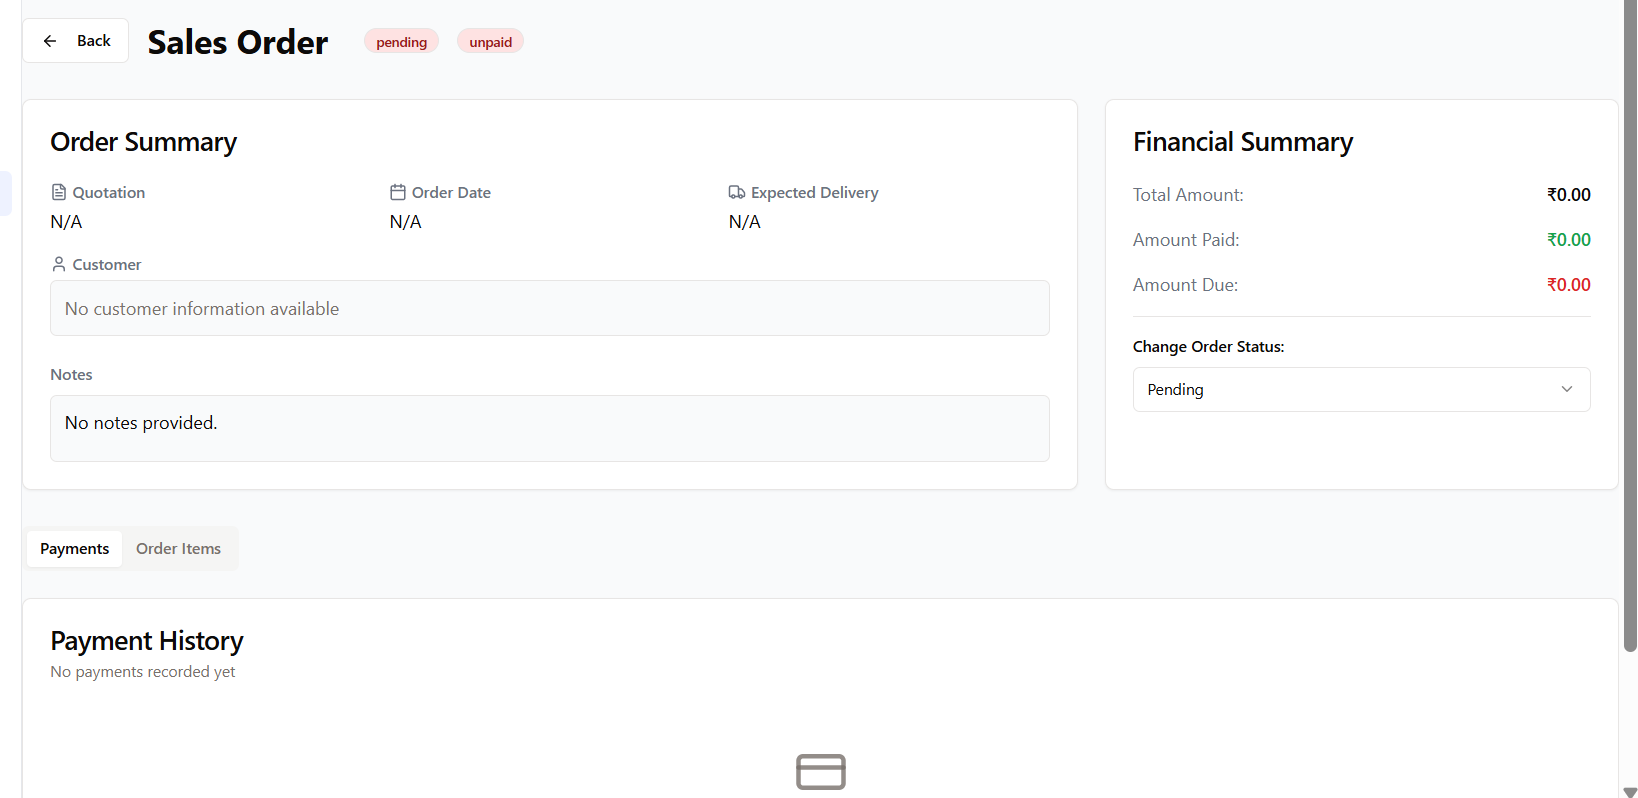 Back
Sales Order
pending
unpaid
Order Summary
Quotation
N/A
Order Date
N/A
Expected Delivery
N/A
Customer
No customer information available
Notes
No notes provided.
Financial Summary
Total Amount: ₹0.00
Amount Paid: ₹0.00
Amount Due: ₹0.00
Change Order Status:
Pending
Payments
Order Items
Payment History
No payments recorded yet